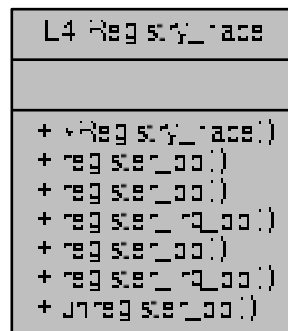 L4::Registry_iface
+ ~Registry_iface()
+ register_obj()
+ register_obj()
+ register_irq_obj()
+ register_obj()
+ register_irq_obj()
+ unregister_obj()